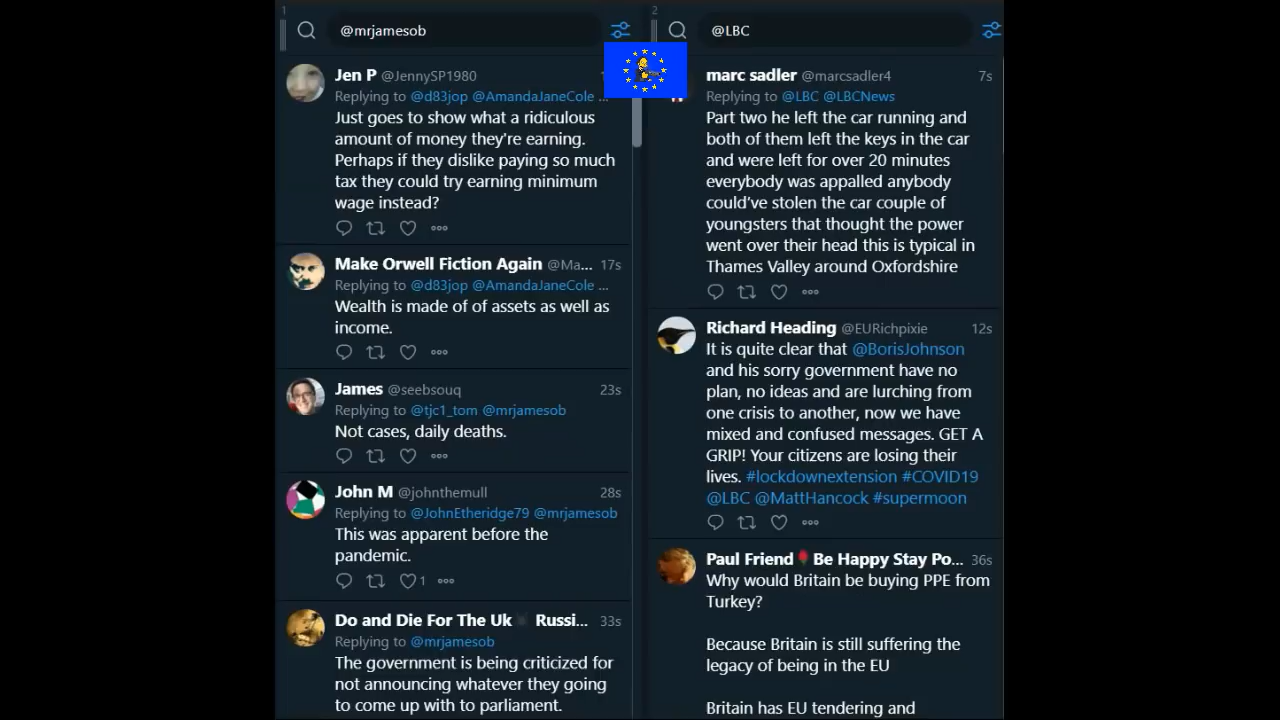 1
@mrjamesob
Jen P @JennySP1980
Replying to @d83jop @AmandaJaneCole ...
Just goes to show what a ridiculous
amount of money they're earning.
Perhaps if they dislike paying so much
tax they could try earning minimum
wage instead?
Make Orwell Fiction Again @Ma... 17s
Replying to @d83jop @AmandaJaneCole ...
Wealth is made of of assets as well as
income.
James @seebsouq 23s
Replying to @tjc1_tom @mrjamesob
Not cases, daily deaths.
John M @johnthemull 28s
Replying to @JohnEtheridge79 @mrjamesob
This was apparent before the
pandemic.
1
Do and Die For The Uk Russi... 33s
Replying to @mrjamesob
The government is being criticized for
not announcing whatever they going
to come up with to parliament.
2
@LBC
marc sadler @marcsadler4 7s
Replying to @LBC @LBCNews
Part two he left the car running and
both of them left the keys in the car
and were left for over 20 minutes
everybody was appalled anybody
could've stolen the car couple of
youngsters that thought the power
went over their head this is typical in
Thames Valley around Oxfordshire
Richard Heading @EURichpixie 12s
It is quite clear that @BorisJohnson
and his sorry government have no
plan, no ideas and are lurching from
one crisis to another, now we have
mixed and confused messages. GET A
GRIP! Your citizens are losing their
lives. #lockdownextension #COVID19
@LBC @MattHancock #supermoon
Paul Friend🌹Be Happy Stay Po... 36s
Why would Britain be buying PPE from
Turkey?
Because Britain is still suffering the
legacy of being in the EU
Britain has EU tendering and